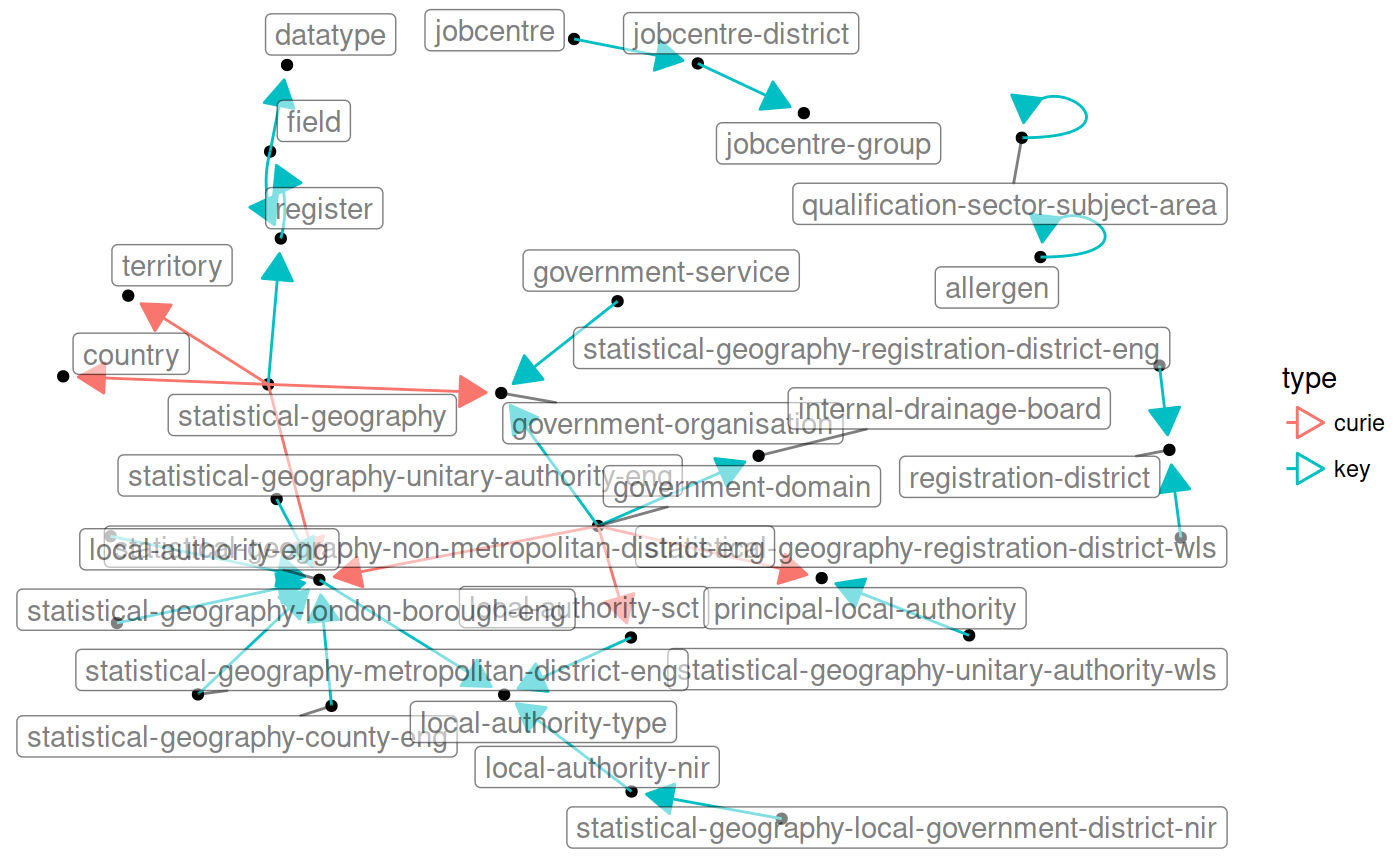 datatype
jobcentre
jobcentre-district
field
jobcentre-group
register
qualification-sector-subject-area
territory
government-service
allergen
country
statistical-geography-registration-district-eng
type
curie
key
statistical-geography
internal-drainage-board
government-organisation
statistical-geography-unitary-authority-eng
government-domain
registration-district
local-authority-eng
statistical-geography-non-metropolitan-district-eng
statistical-geography-registration-district-wls
statistical-geography-london-borough-eng
local-authority-sct
principal-local-authority
statistical-geography-metropolitan-district-eng
statistical-geography-unitary-authority-wls
local-authority-type
statistical-geography-county-eng
local-authority-nir
statistical-geography-local-government-district-nir